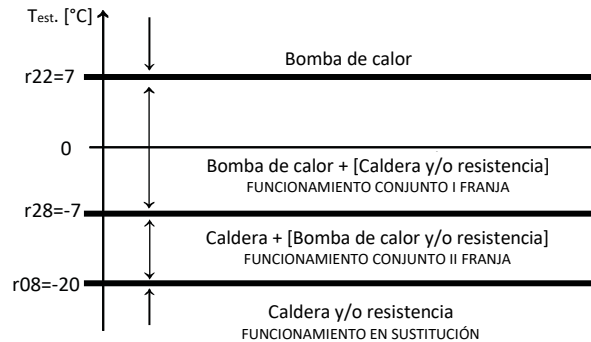 Test. [°C]
Bomba de calor
r22=7
0
Bomba de calor + [Caldera y/o resistencia]
FUNCIONAMIENTO CONJUNTO I FRANJA
r28=-7
Caldera + [Bomba de calor y/o resistencia]
FUNCIONAMIENTO CONJUNTO II FRANJA
r08=-20
Caldera y/o resistencia
FUNCIONAMIENTO EN SUSTITUCIÓN